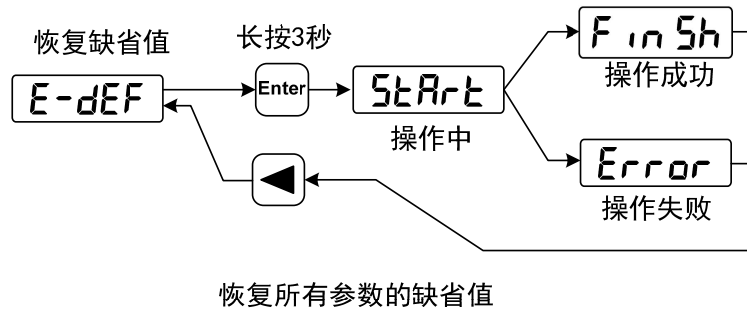 恢复缺省值
E-dEF
长按3秒
Enter
StArt
操作中
FinSh
操作成功
Error
操作失败
恢复所有参数的缺省值